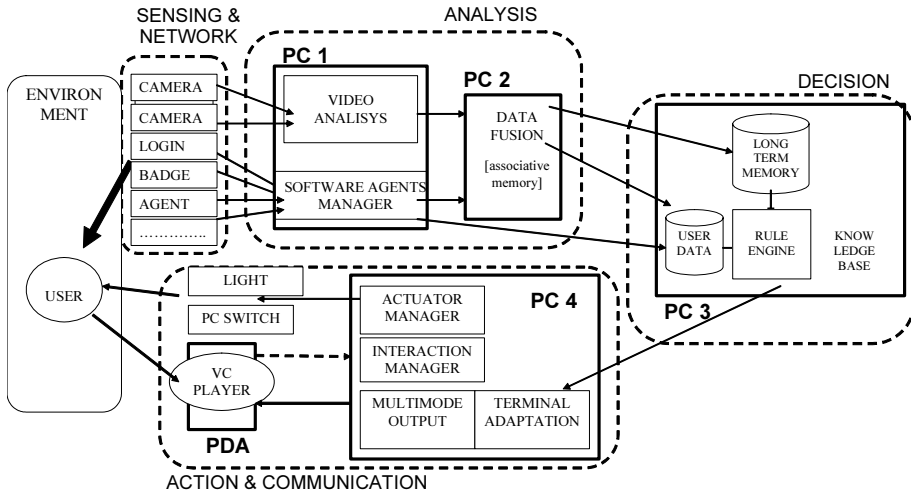 SENSING &
NETWORK
ANALYSIS
DECISION
ENVIRON
MENT
CAMERA
CAMERA
LOGIN
BADGE
AGENT
…………..
USER
PC 1
VIDEO
ANALISYS
SOFTWARE AGENTS
MANAGER
PC 2
DATA
FUSION
[associative
memory]
LONG
TERM
MEMORY
USER
DATA
RULE
ENGINE
KNOW
LEDGE
BASE
PC 3
LIGHT
PC SWITCH
VC
PLAYER
PDA
PC 4
ACTUATOR
MANAGER
INTERACTION
MANAGER
MULTIMODE
OUTPUT
TERMINAL
ADAPTATION
ACTION & COMMUNICATION